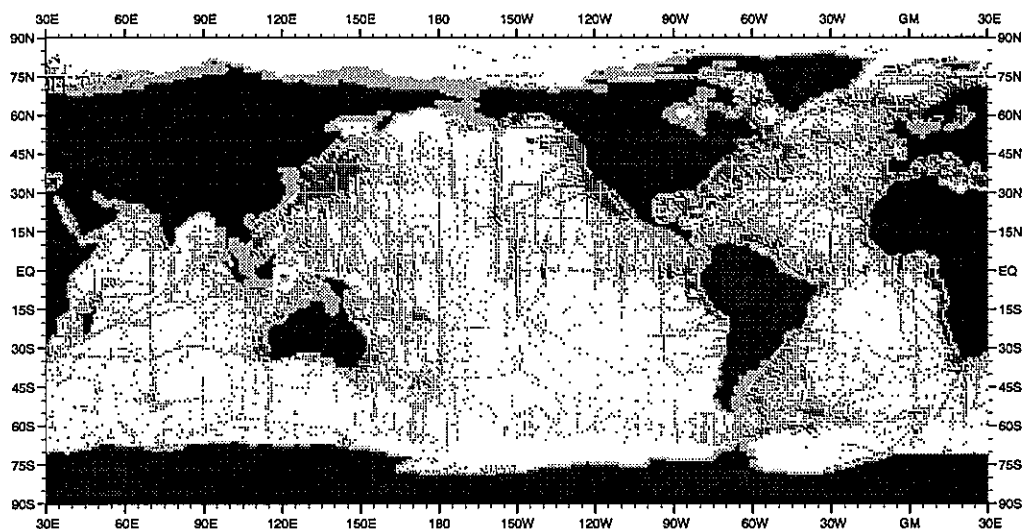 30E 60E 90E 120E 150E 180 150W 120W 90W 60W 30W GM 30E
90N 90N
75N 75N
60N 60N
45N 45N
30N 30N
15N 15N
EQ EQ
15S 15S
30S 30S
45S 45S
60S 60S
75S 75S
90S 90S
30E 60E 90E 120E 150E 180 150W 120W 90W 60W 30W GM 30E